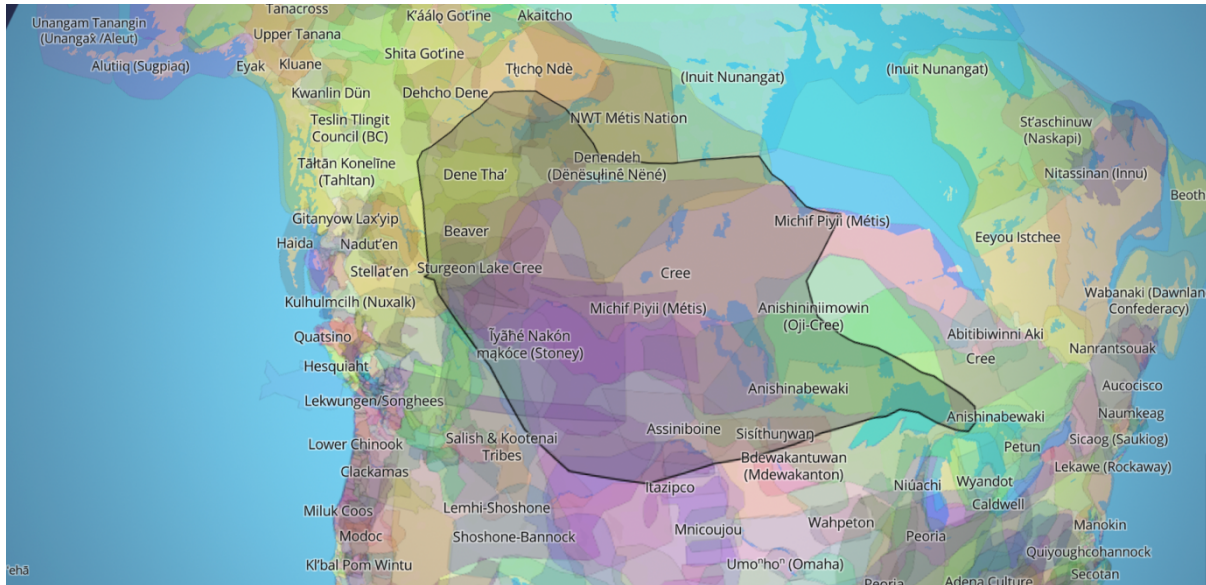 Tanacross
K'áálǫ Got'ine
Akaitcho
Unangam Tanangin
(Unangax̂ /Aleut)
Upper Tanana
Shita Got'ine
Alutiiq (Sugpiaq)
Eyak
Kluane
Tłı̨chǫ Ndè
(Inuit Nunangat)
(Inuit Nunangat)
Kwanlin Dün
Dehcho Dene
Teslin Tlingit
Council (BC)
NWT Métis Nation
St'aschinuw
(Naskapi)
Tāłtān Konelīne
(Tahltan)
Dene Tha'
Denendeh
(Dënësųłınë́ Nëné)
Nitassinan (Innu)
Beoth
Gitanyow Lax'yip
Michif Piyii (Métis)
Haida
Nadut'en
Beaver
Eeyou Istchee
Stellat'en
Sturgeon Lake Cree
Cree
Kulhulmcilh (Nuxalk)
Michif Piyii (Métis)
Anishininiimowin
(Oji-Cree)
Wabanaki (Dawnlan
Confederacy)
Quatsino
Îyãħé Nakón
mąkóce (Stoney)
Abitibiwinni Aki
Cree
Nanrantsouak
Hesquiaht
Lekwungen/Songhees
Anishinabewaki
Aucocisco
Anishinabewaki
Naumkeag
Lower Chinook
Salish & Kootenai
Tribes
Assiniboine
Sisíthuŋwaŋ
Petun
Sicaog (Saukiog)
Clackamas
Bdewakantuwan
(Mdewakanton)
Lekawe (Rockaway)
Itazipco
Niúachi
Wyandot
Miluk Coos
Lemhi-Shoshone
Caldwell
Modoc
Shoshone-Bannock
Mnicoujou
Wahpeton
Peoria
Manokin
Kl'bal Pom Wintu
Umoⁿhoⁿ (Omaha)
Quiyoughcohannock
ehā
Peoria
Adena Culture
Secotan